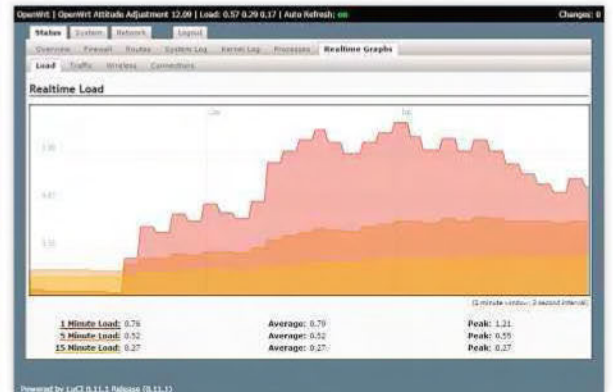 OpenWrt | OpenWrt Attitude Adjustment 12.09 | Load: 0.57 0.29 0.17 | Auto Refresh: on Changes: 0
Status System Network Logout
Overview Firewall Routes System Log Kernel Log Processes Realtime Graphs
Load Traffic Wireless Connections
Realtime Load
(2 minute window, 3 second interval)
1 Minute Load: 0.76 Average: 0.79 Peak: 1.21
5 Minute Load: 0.52 Average: 0.52 Peak: 0.55
15 Minute Load: 0.27 Average: 0.27 Peak: 0.27
Powered by LuCI 0.11.1 Release (0.11.1)